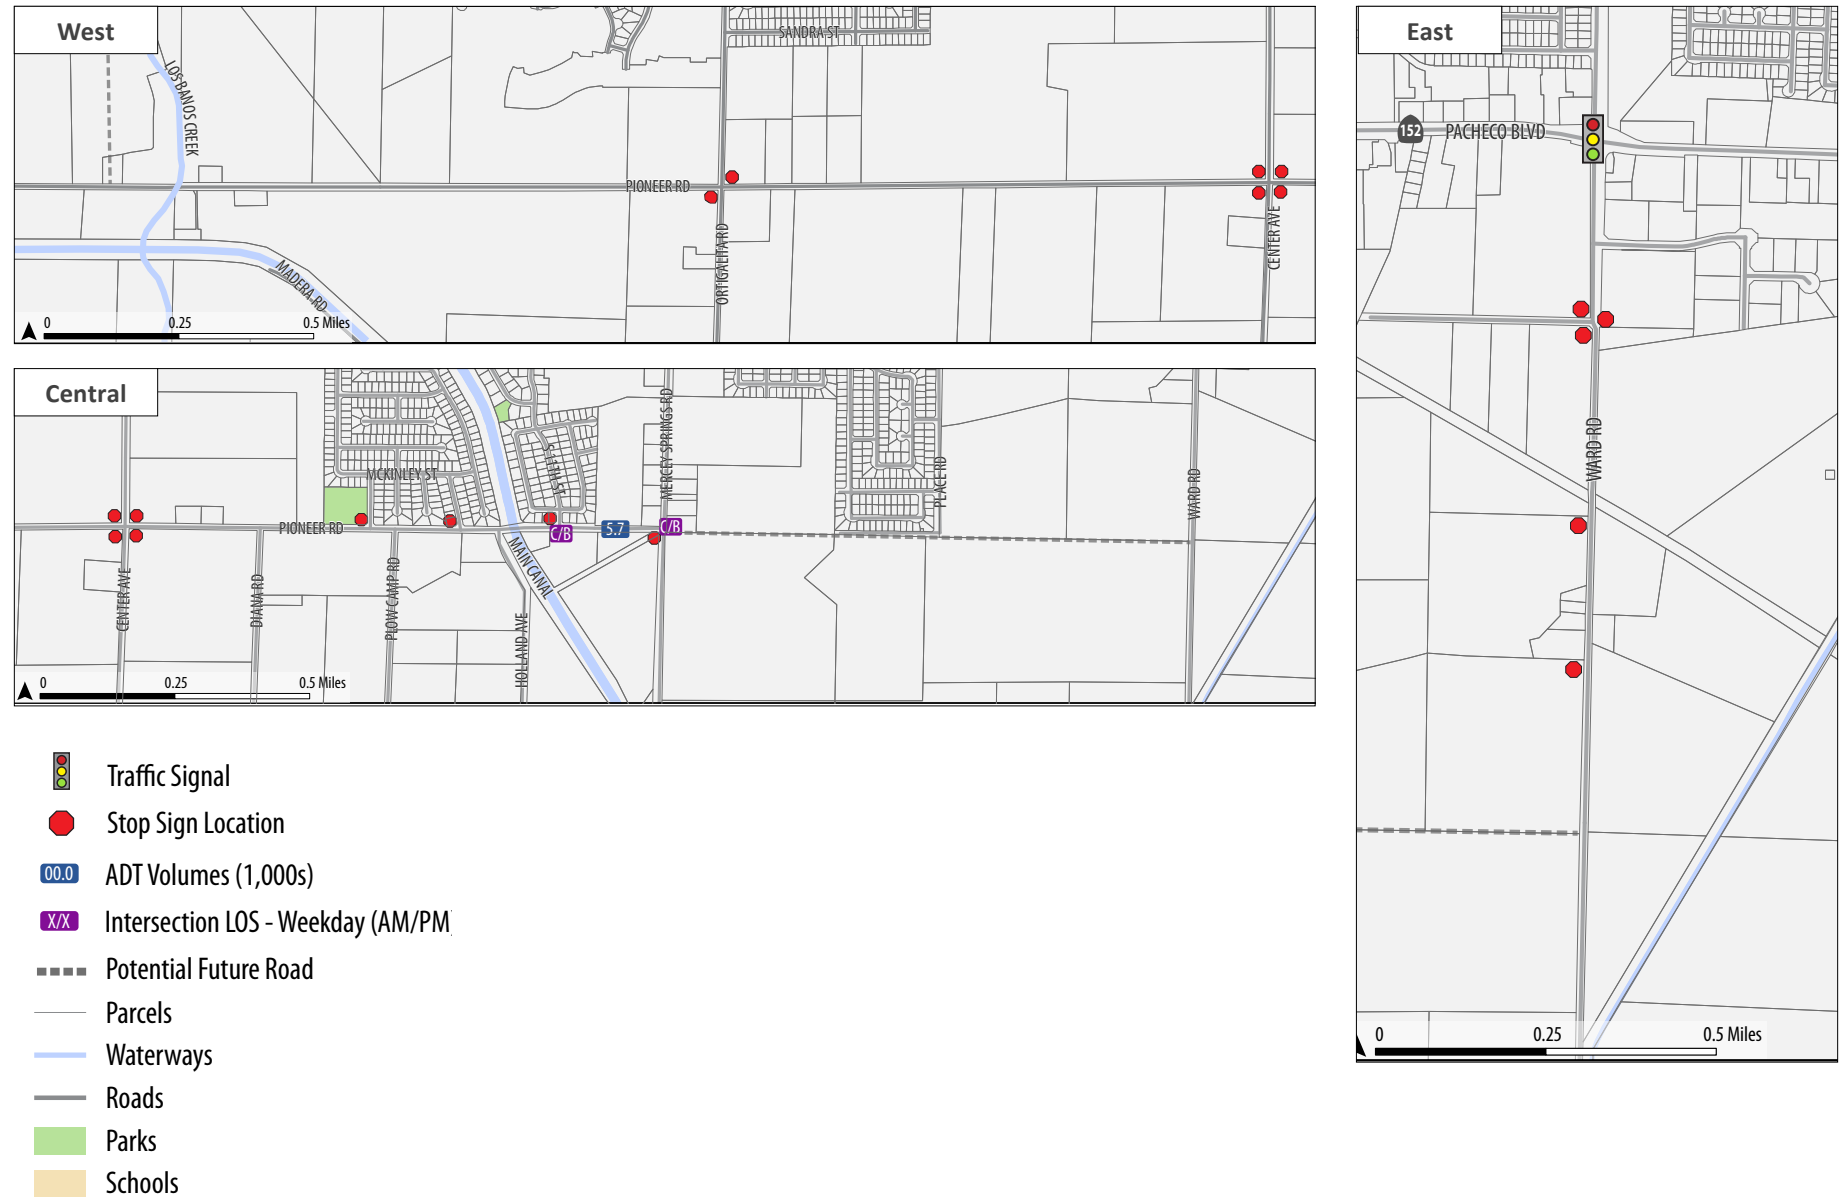 West
SANDRA ST
LOS BANOS CREEK
PIONEER RD
ORTIGALITA RD
CENTER AVE
MADERA RD
0 0.25 0.5 Miles
Central
MCKINLEY ST
S 11TH ST
MERCEY SPRINGS RD
PLACE RD
WARD RD
PIONEER RD
C/B
5.7
C/B
MAIN CANAL
CENTER AVE
DIANA RD
PLOW CAMP RD
HOLLAND AVE
0 0.25 0.5 Miles
East
152
PACHECO BLVD
WARD RD
0 0.25 0.5 Miles
Traffic Signal
Stop Sign Location
00.0 ADT Volumes (1,000s)
X/X Intersection LOS - Weekday (AM/PM
Potential Future Road
Parcels
Waterways
Roads
Parks
Schools